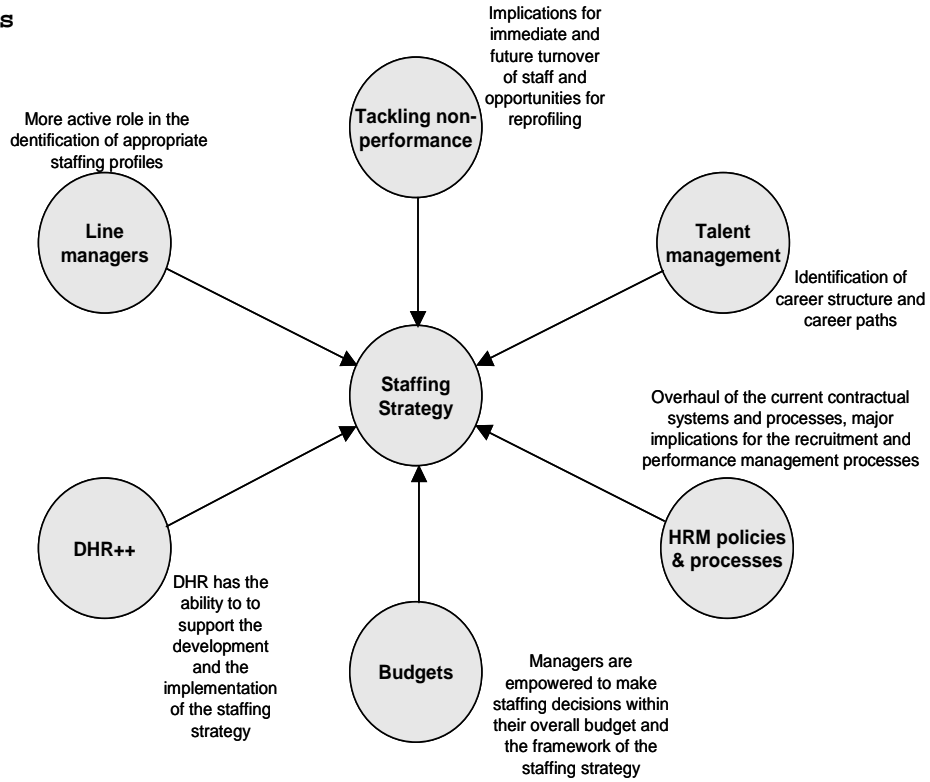 s
Implications for
immediate and
future turnover
of staff and
opportunities for
reprofiling
Tackling non-
performance
More active role in the
dentification of appropriate
staffing profiles
Line
managers
Talent
management
Identification of
career structure and
career paths
Staffing
Strategy
Overhaul of the current contractual
systems and processes, major
implications for the recruitment and
performance management processes
HRM policies
& processes
DHR++
DHR has the
ability to to
support the
development
and the
implementation
of the staffing
strategy
Budgets
Managers are
empowered to make
staffing decisions within
their overall budget and
the framework of the
staffing strategy